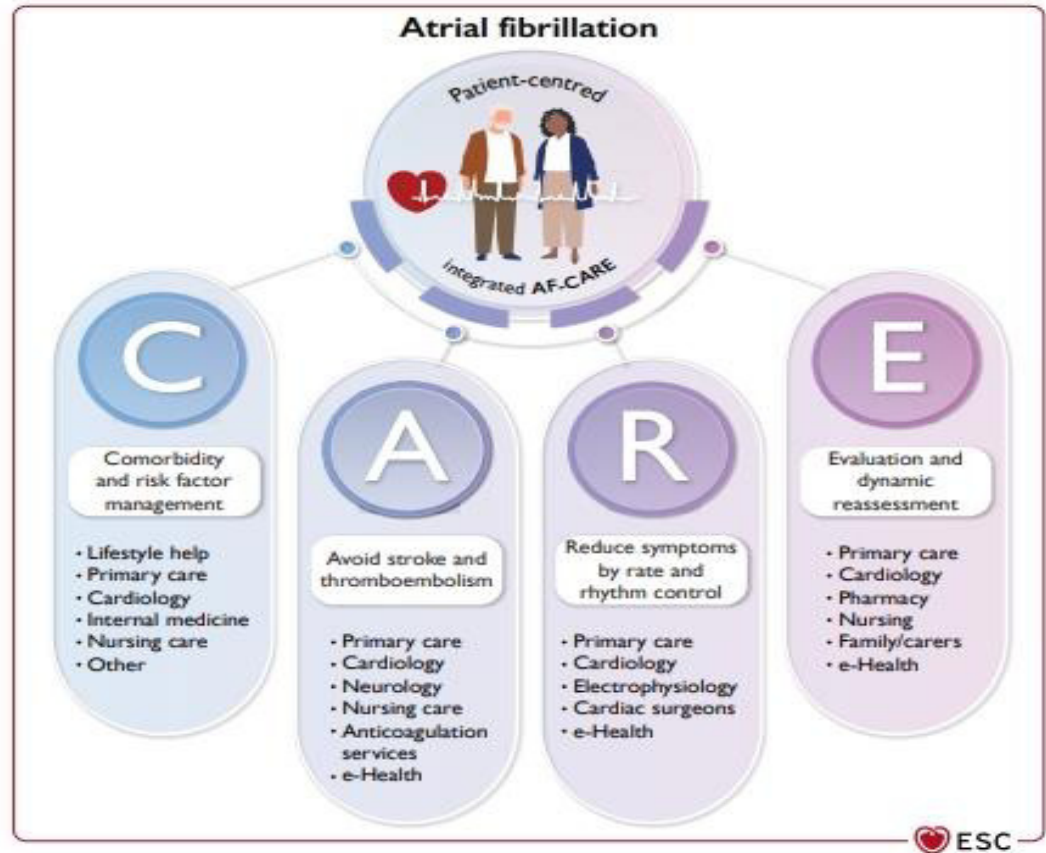 Atrial fibrillation
Patient-centred
integrated AF-CARE
C
Comorbidity
and risk factor
management
• Lifestyle help
• Primary care
• Cardiology
• Internal medicine
• Nursing care
• Other
A
Avoid stroke and
thromboembolism
• Primary care
• Cardiology
• Neurology
• Nursing care
• Anticoagulation
services
• e-Health
R
Reduce symptoms
by rate and
rhythm control
• Primary care
• Cardiology
• Electrophysiology
• Cardiac surgeons
• e-Health
E
Evaluation and
dynamic
reassessment
• Primary care
• Cardiology
• Pharmacy
• Nursing
• Family/carers
• e-Health
ESC